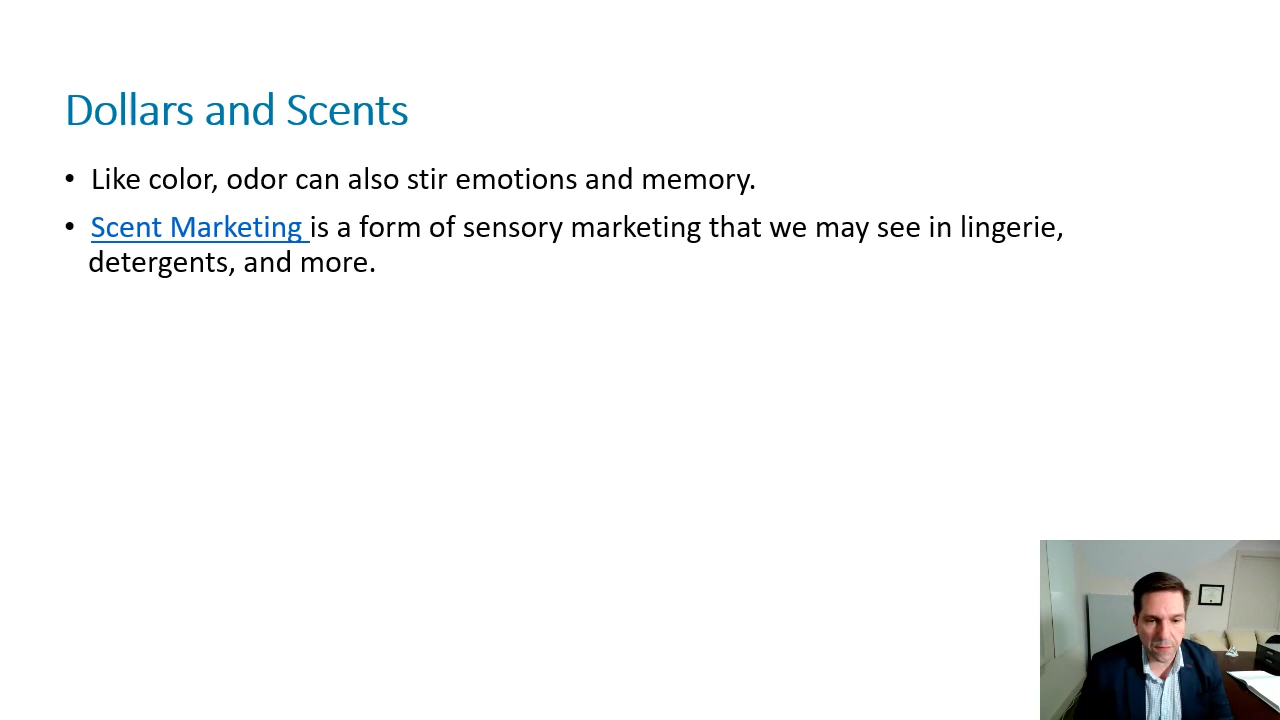 Dollars and Scents
• Like color, odor can also stir emotions and memory.
• Scent Marketing is a form of sensory marketing that we may see in lingerie,
detergents, and more.